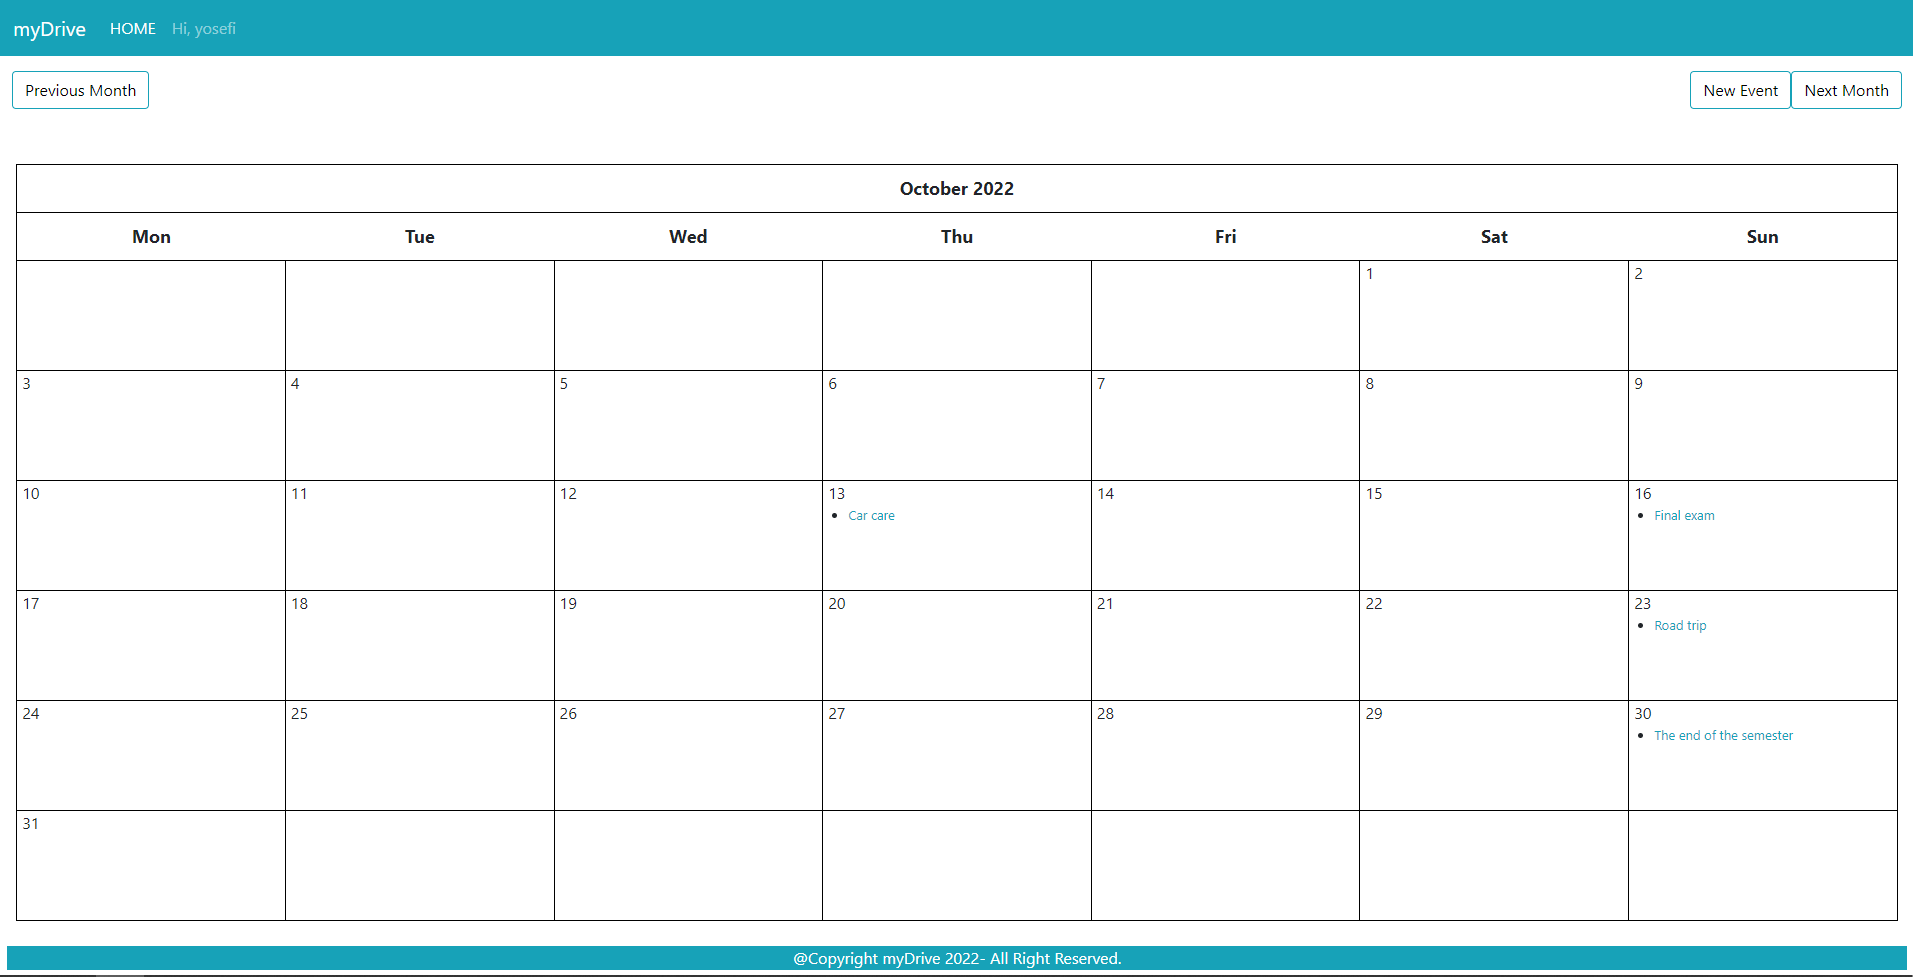 myDrive HOME Hi, yosefi
Previous Month New Event Next Month
October 2022
Mon Tue Wed Thu Fri Sat Sun
1 2
3 4 5 6 7 8 9
10 11 12 13 14 15 16
Car care Final exam
17 18 19 20 21 22 23
Road trip
24 25 26 27 28 29 30
The end of the semester
31
@Copyright myDrive 2022- All Right Reserved.